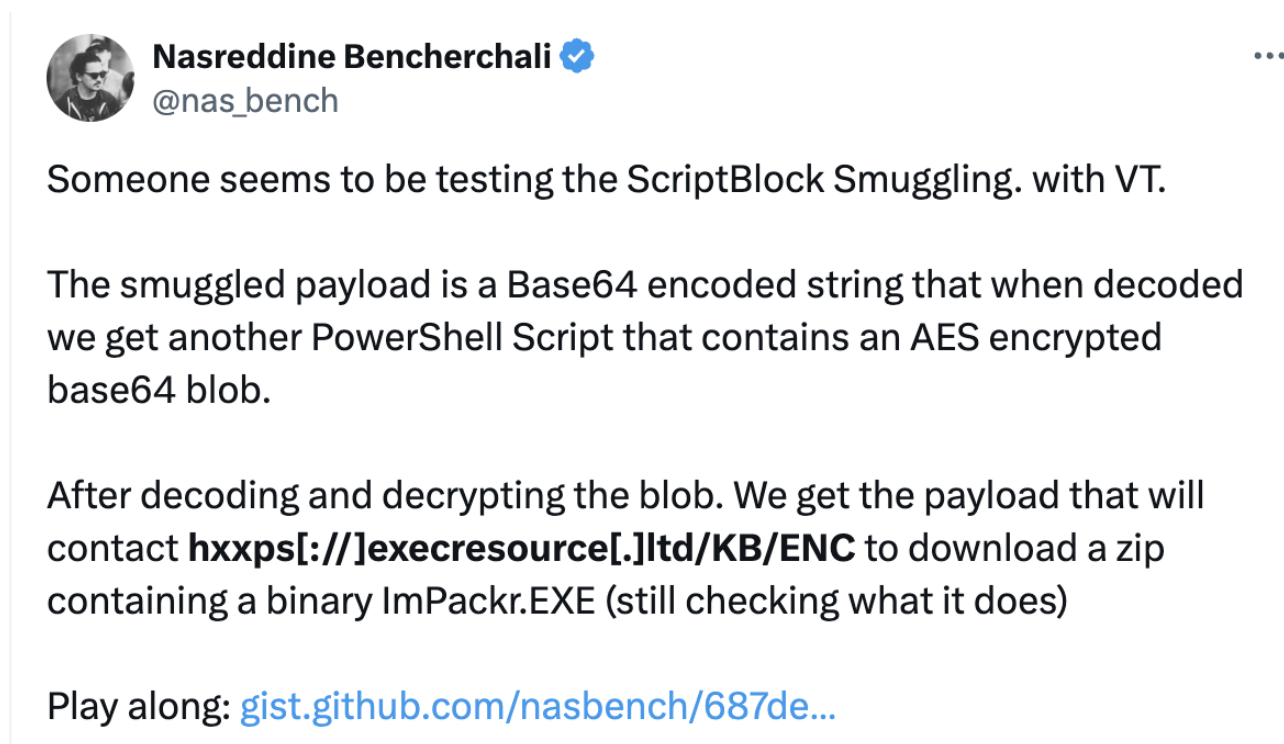 Nasreddine Bencherchali
@nas_bench
Someone seems to be testing the ScriptBlock Smuggling. with VT.
The smuggled payload is a Base64 encoded string that when decoded
we get another PowerShell Script that contains an AES encrypted
base64 blob.
After decoding and decrypting the blob. We get the payload that will
contact hxxps[://]execresource[.]ltd/KB/ENC to download a zip
containing a binary ImPackr.EXE (still checking what it does)
Play along: gist.github.com/nasbench/687de...